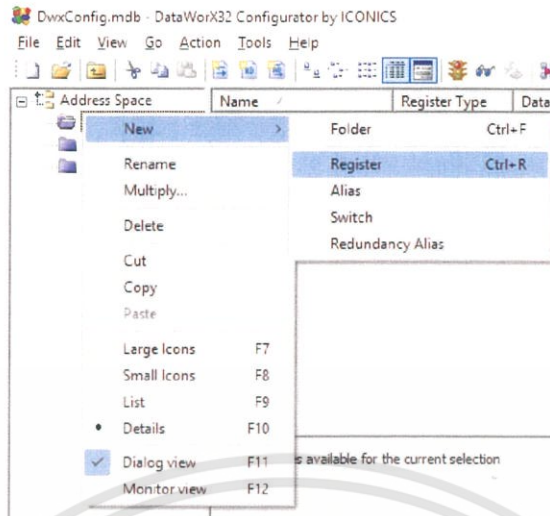 DwxConfig.mdb - DataWorX32 Configurator by ICONICS
File Edit View Go Action Tools Help
Address Space Name Register Type Data
New > Folder Ctrl+F
Rename Register Ctrl+R
Multiply... Alias
Delete Switch
Redundancy Alias
Cut
Copy
Paste
Large Icons F7
Small Icons F8
List F9
• Details F10
✓ Dialog view F11 s available for the current selection
Monitor view F12